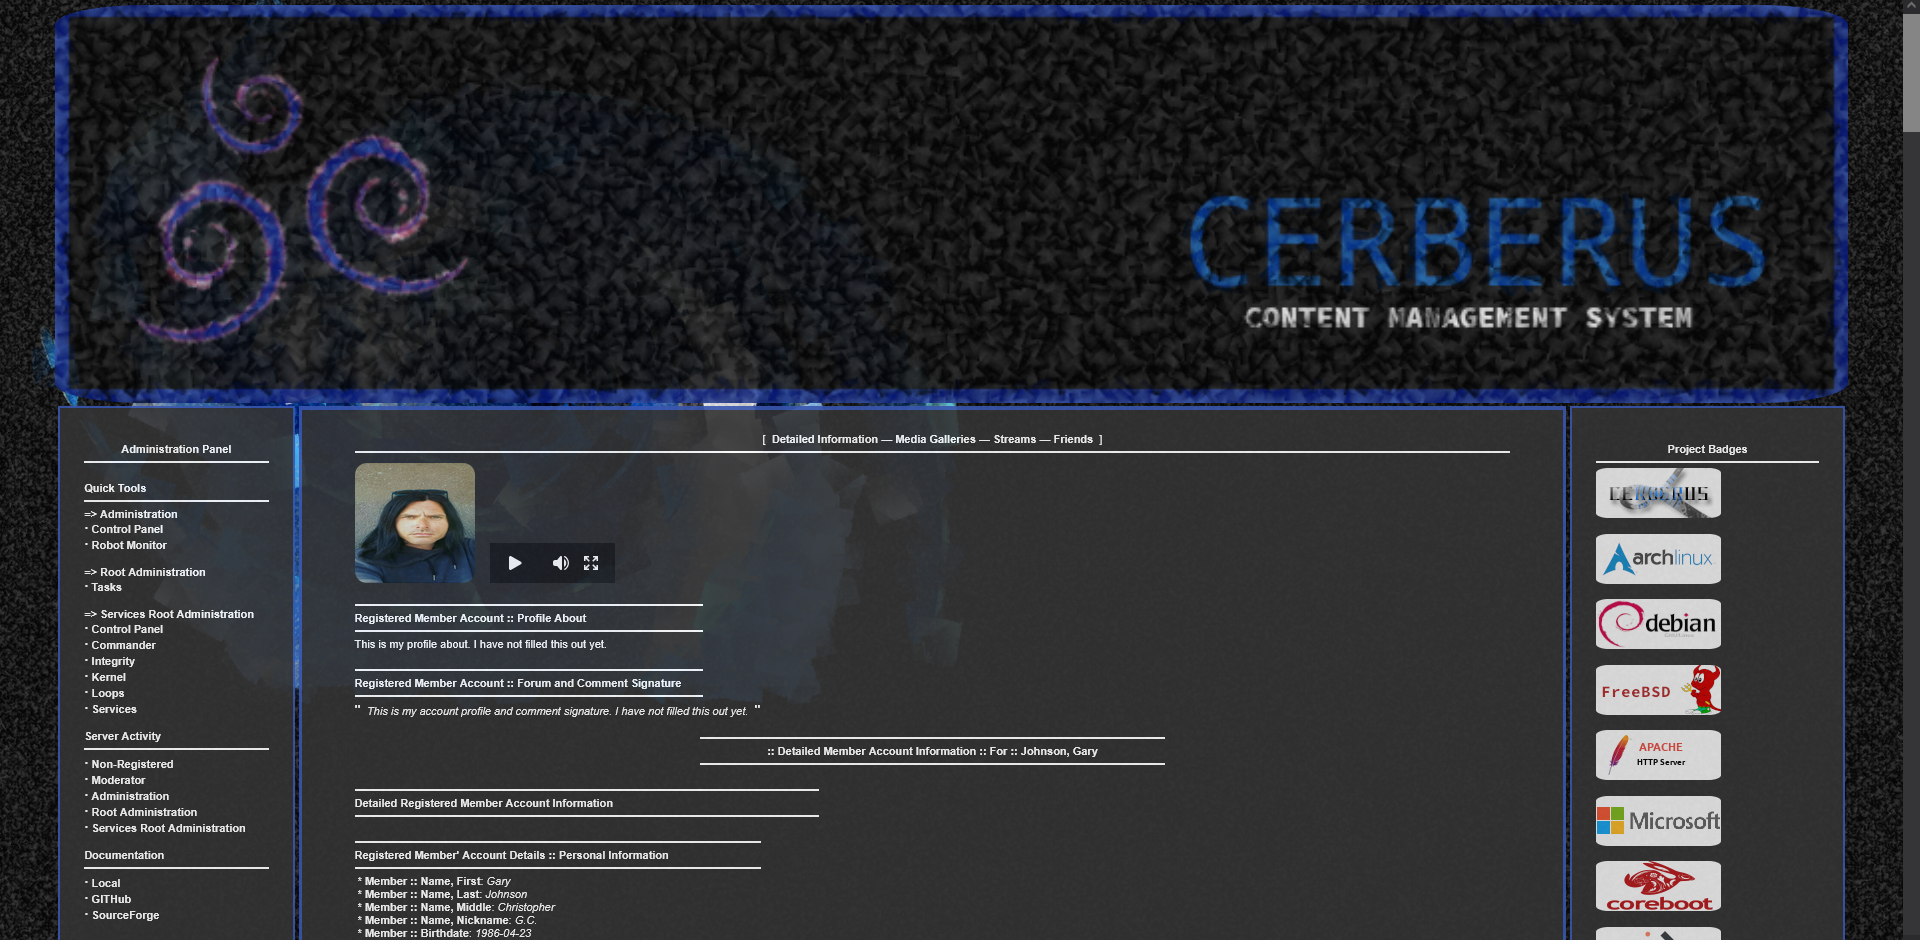 CERBERUS
CONTENT MANAGEMENT SYSTEM
Administration Panel
Quick Tools
=> Administration
· Control Panel
· Robot Monitor
=> Root Administration
· Tasks
=> Services Root Administration
· Control Panel
· Commander
· Integrity
· Kernel
· Loops
· Services
Server Activity
· Non-Registered
· Moderator
· Administration
· Root Administration
· Services Root Administration
Documentation
· Local
· GITHub
· SourceForge
[ Detailed Information — Media Galleries — Streams — Friends ]
Registered Member Account :: Profile About
This is my profile about. I have not filled this out yet.
Registered Member Account :: Forum and Comment Signature
" This is my account profile and comment signature. I have not filled this out yet. "
:: Detailed Member Account Information :: For :: Johnson, Gary
Detailed Registered Member Account Information
Registered Member' Account Details :: Personal Information
* Member :: Name, First: Gary
* Member :: Name, Last: Johnson
* Member :: Name, Middle: Christopher
* Member :: Name, Nickname: G.C.
* Member :: Birthdate: 1986-04-23
Project Badges
CERBERUS
archlinux
debian
FreeBSD
APACHE
HTTP Server
Microsoft
coreboot